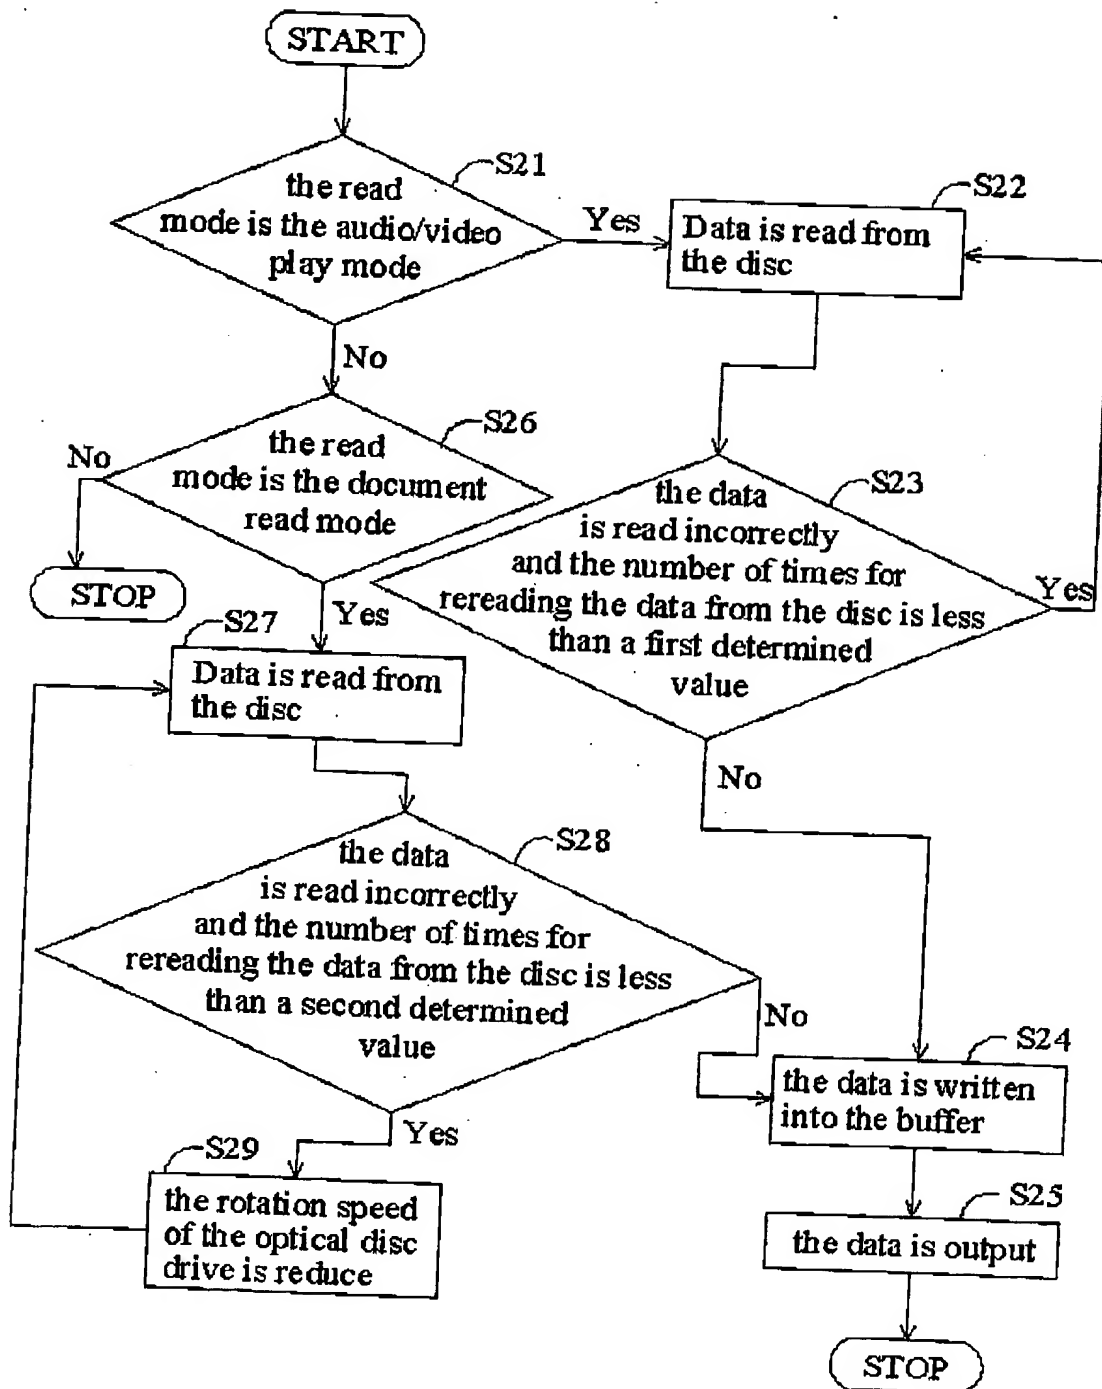 START
S21
the read
mode is the audio/video
play mode
Yes
S22
Data is read from
the disc
No
S26
the read
mode is the document
read mode
No
STOP
Yes
S23
the data
is read incorrectly
and the number of times for
rereading the data from the disc is less
than a first determined
value
Yes
No
S27
Data is read from
the disc
S28
the data
is read incorrectly
and the number of times for
rereading the data from the disc is less
than a second determined
value
No
Yes
S29
the rotation speed
of the optical disc
drive is reduce
S24
the data is written
into the buffer
S25
the data is output
STOP